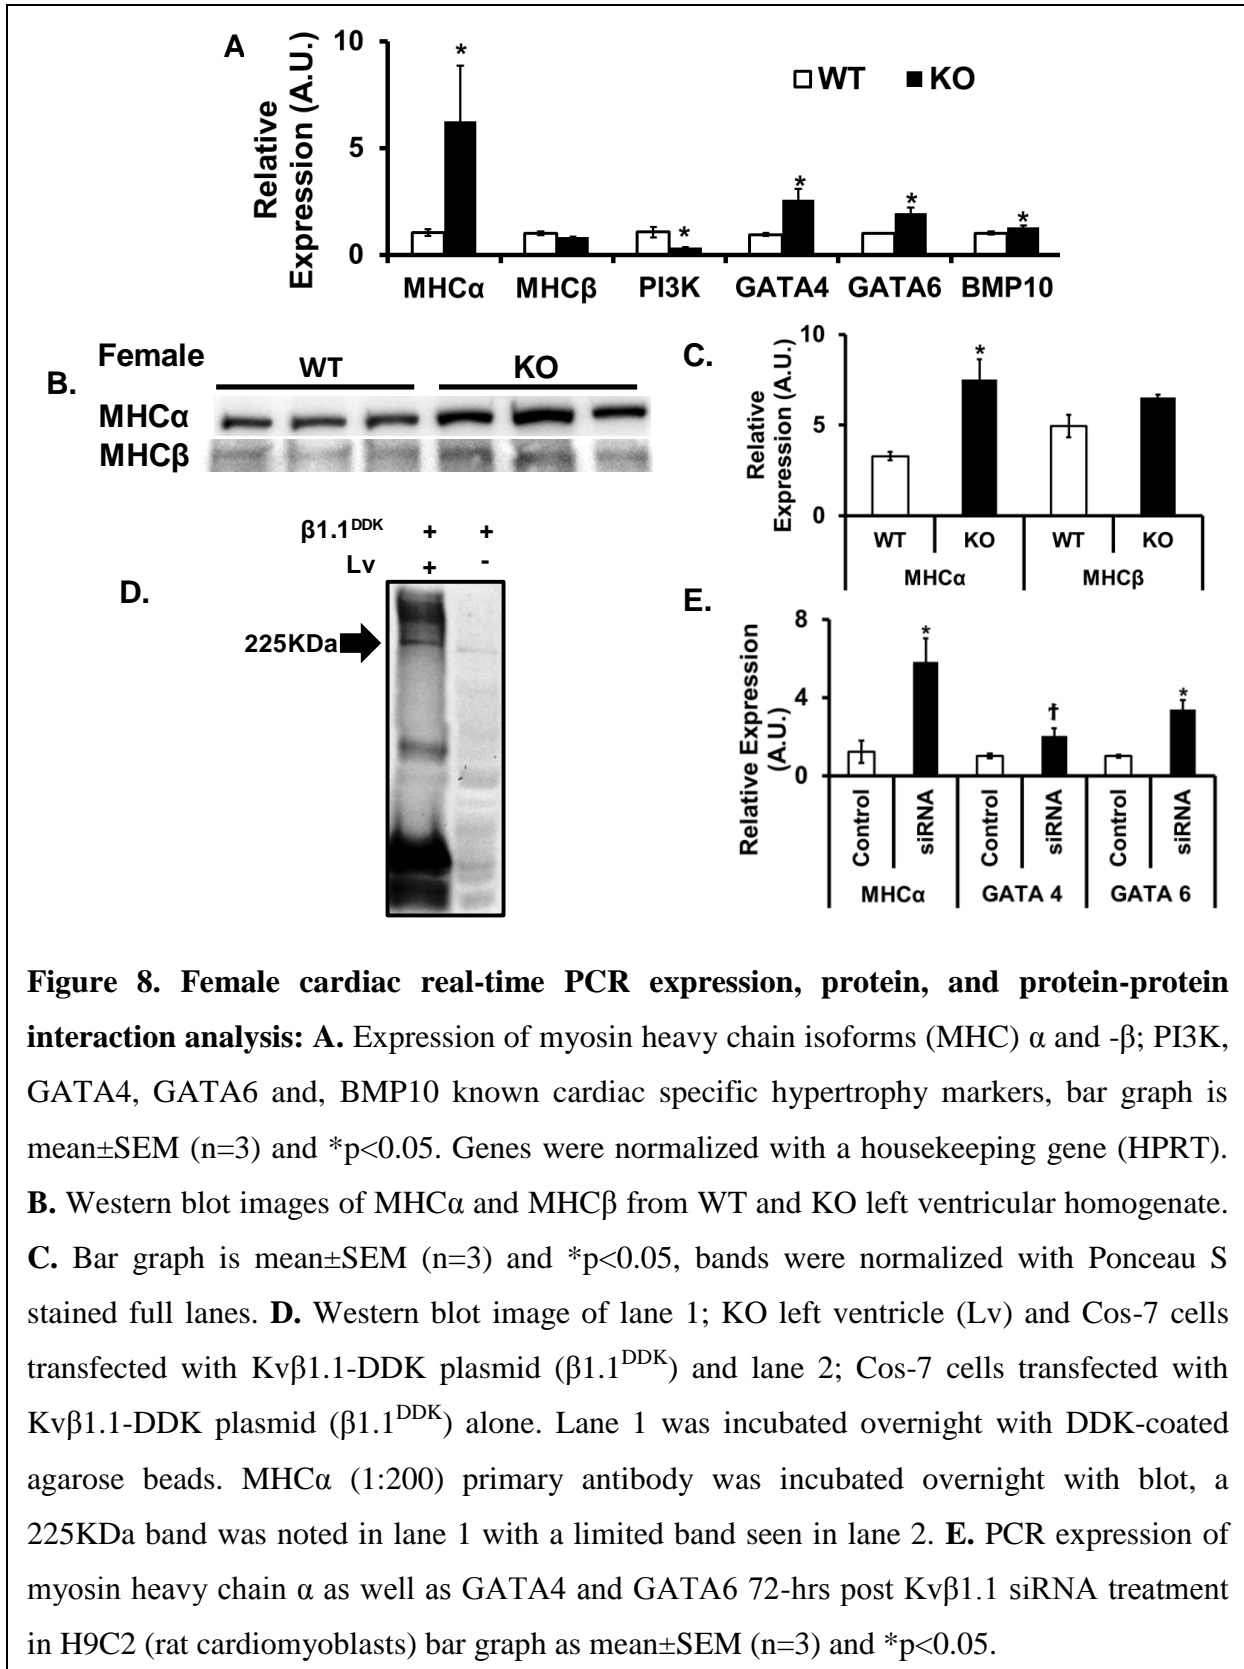 A
10
5
0
Relative
Expression (A.U.)
WT KO
*
*
*
*
*
MHCα MHCβ PI3K GATA4 GATA6 BMP10
B.
Female
WT KO
MHCα
MHCβ
C.
10
5
0
Relative
Expression (A.U.)
*
WT KO WT KO
MHCα MHCβ
D.
β1.1^DDK + +
Lv + -
225KDa
E.
8
4
0
Relative Expression
(A.U.)
*
†
*
Control siRNA Control siRNA Control siRNA
MHCα GATA 4 GATA 6
Figure 8. Female cardiac real-time PCR expression, protein, and protein-protein
interaction analysis: A. Expression of myosin heavy chain isoforms (MHC) α and -β; PI3K,
GATA4, GATA6 and, BMP10 known cardiac specific hypertrophy markers, bar graph is
mean±SEM (n=3) and *p<0.05. Genes were normalized with a housekeeping gene (HPRT).
B. Western blot images of MHCα and MHCβ from WT and KO left ventricular homogenate.
C. Bar graph is mean±SEM (n=3) and *p<0.05, bands were normalized with Ponceau S
stained full lanes. D. Western blot image of lane 1; KO left ventricle (Lv) and Cos-7 cells
transfected with Kvβ1.1-DDK plasmid (β1.1^DDK) and lane 2; Cos-7 cells transfected with
Kvβ1.1-DDK plasmid (β1.1^DDK) alone. Lane 1 was incubated overnight with DDK-coated
agarose beads. MHCα (1:200) primary antibody was incubated overnight with blot, a
225KDa band was noted in lane 1 with a limited band seen in lane 2. E. PCR expression of
myosin heavy chain α as well as GATA4 and GATA6 72-hrs post Kvβ1.1 siRNA treatment
in H9C2 (rat cardiomyoblasts) bar graph as mean±SEM (n=3) and *p<0.05.